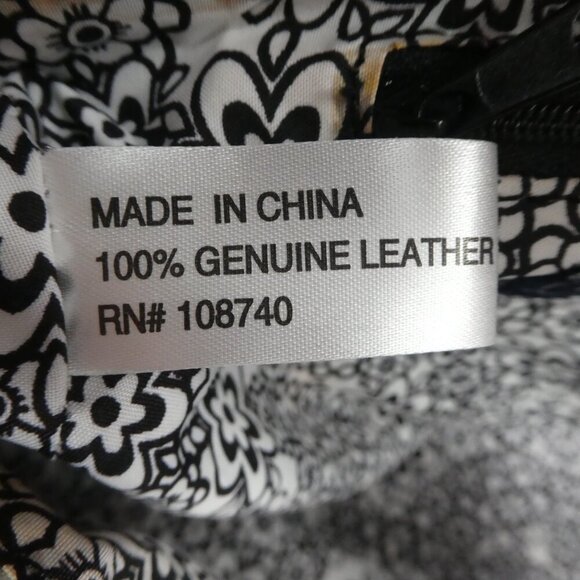 MADE IN CHINA
100% GENUINE LEATHER
RN# 108740